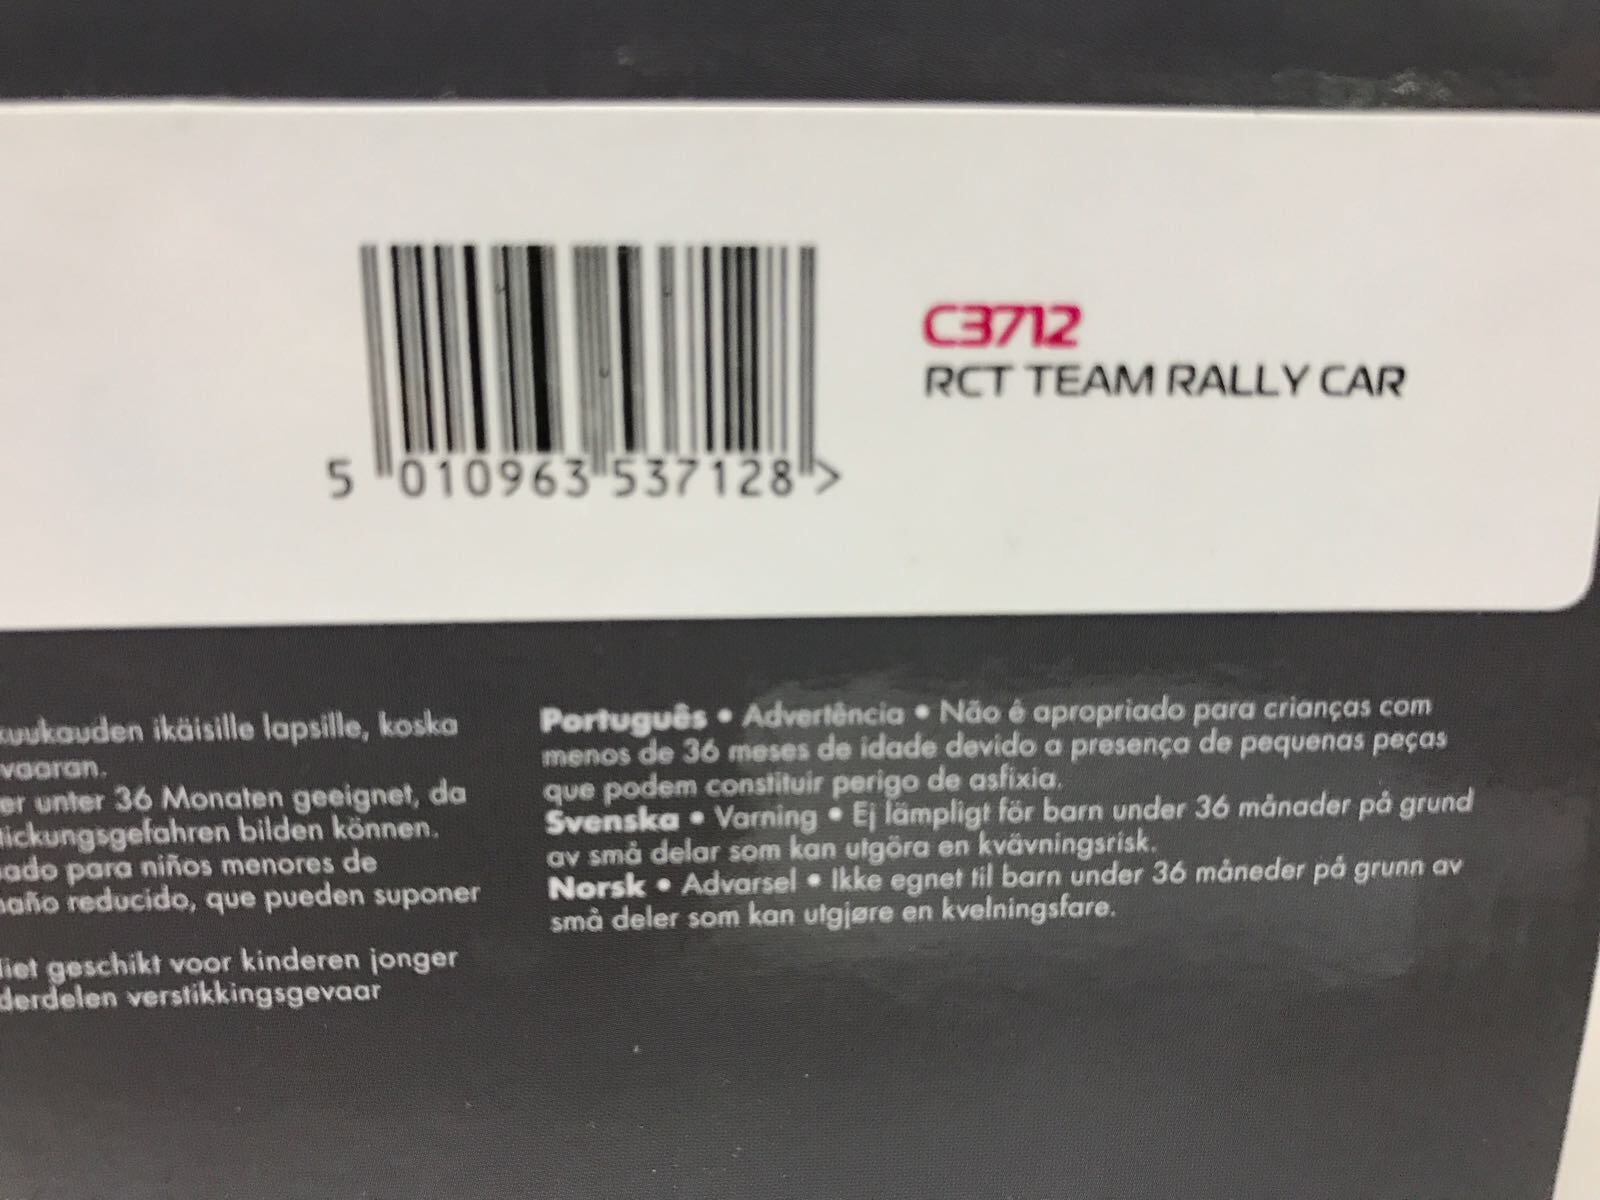 C3712
RCT TEAM RALLY CAR
5 010963 537128 >
kuukauden ikäisille lapsille, koska
vaaran.
er unter 36 Monaten geeignet, da
tickungsgefahren bilden können.
ado para niños menores de
año reducido, que pueden suponer
Niet geschikt voor kinderen jonger
derdelen verstikkingsgevaar
Português • Advertência • Não é apropriado para crianças com
menos de 36 meses de idade devido a presença de pequenas peças
que podem constituir perigo de asfixia.
Svenska • Varning • Ej lämpligt för barn under 36 månader på grund
av små delar som kan utgöra en kvävningsrisk.
Norsk • Advarsel • Ikke egnet til barn under 36 måneder på grunn av
små deler som kan utgjøre en kvelningsfare.